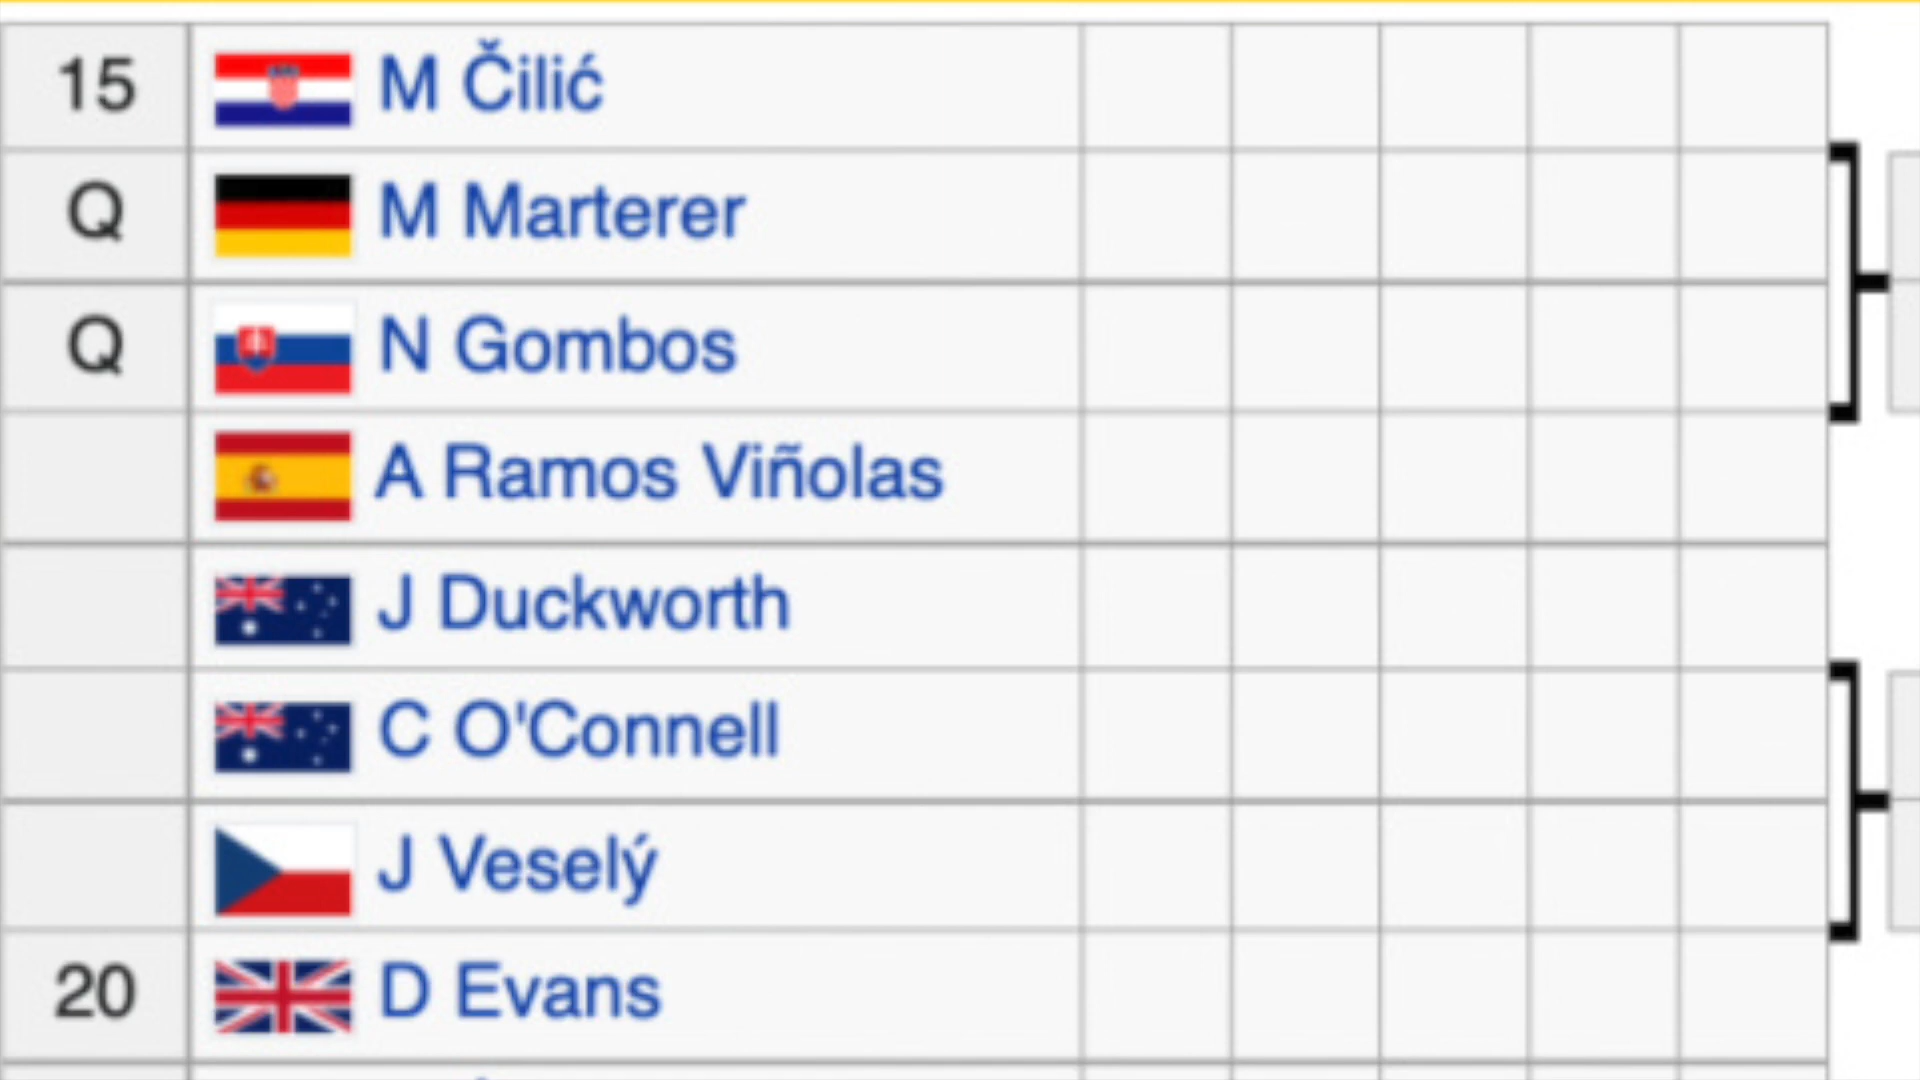 15 M Čilić
Q M Marterer
Q N Gombos
A Ramos Viñolas
J Duckworth
C O'Connell
J Veselý
20 D Evans